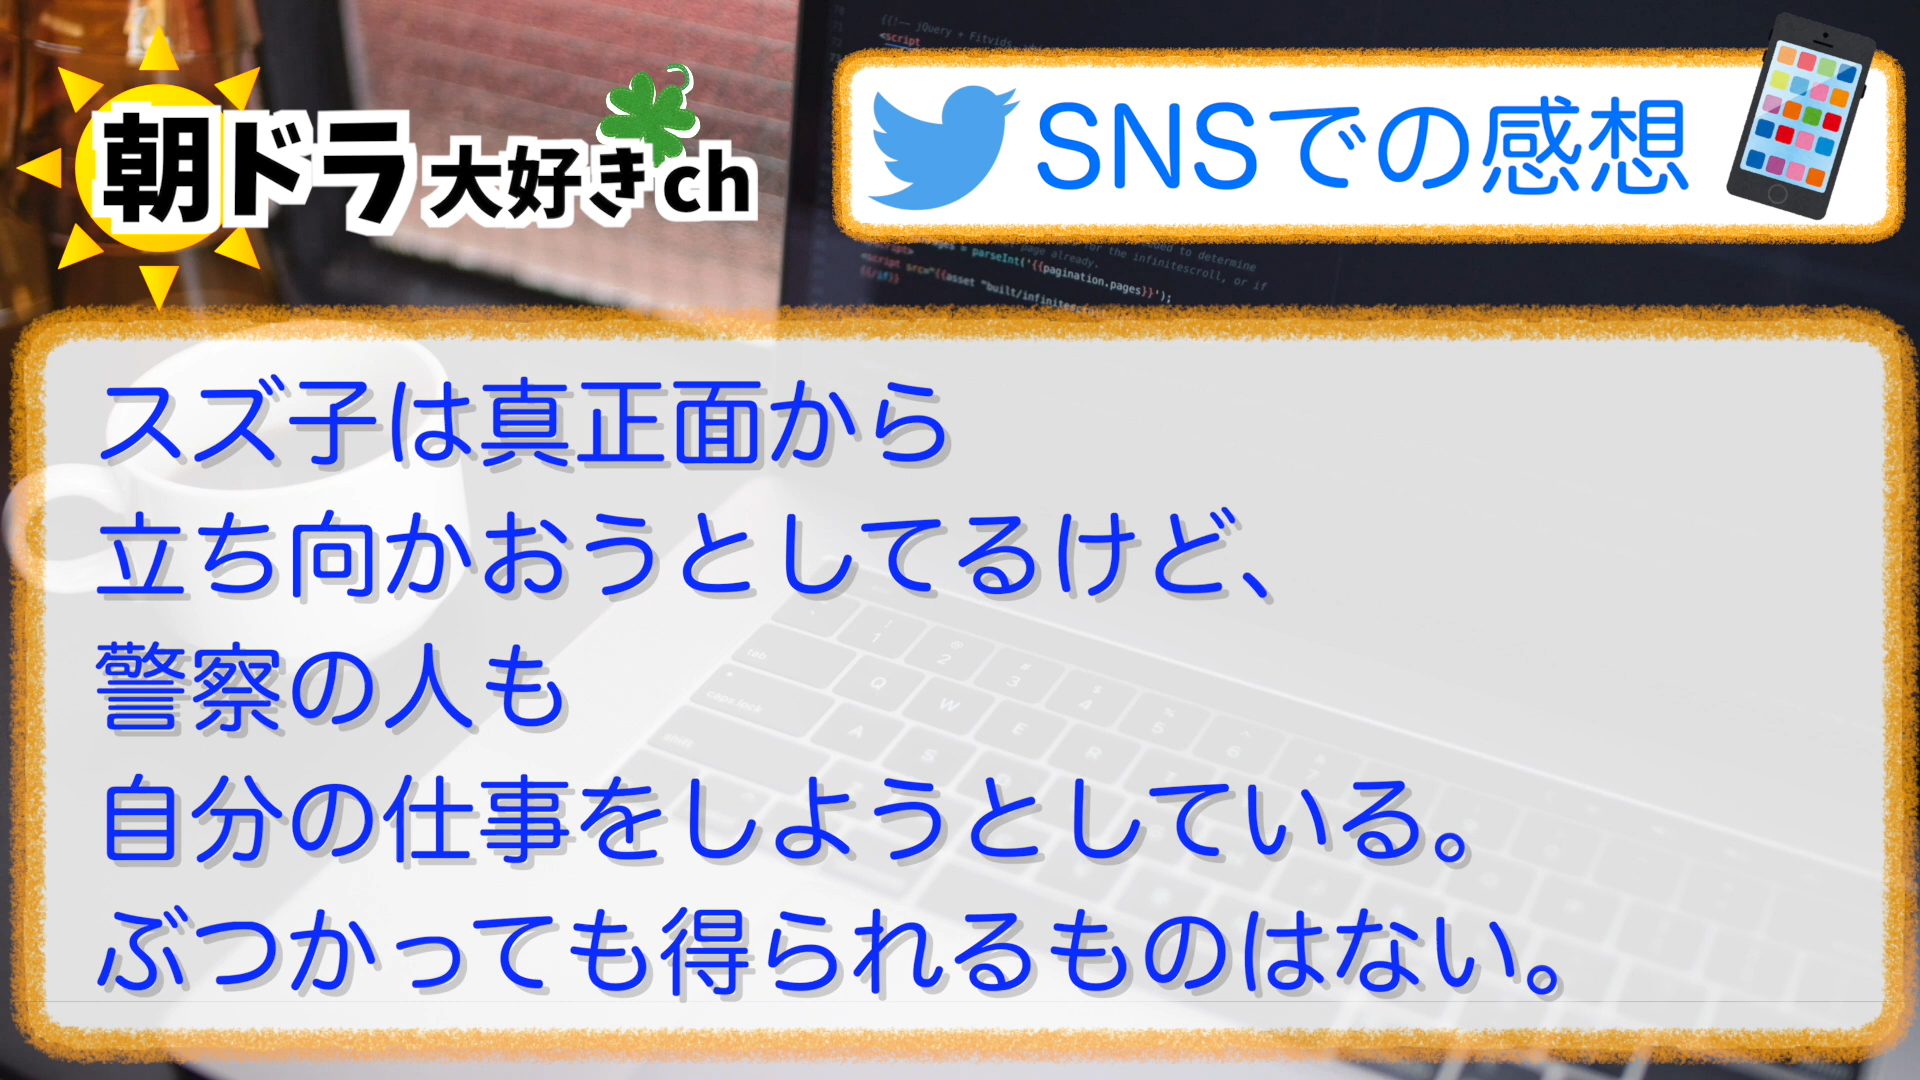 朝ドラ大好きch
SNSでの感想
スズ子は真正面から
立ち向かおうとしてるけど、
警察の人も
自分の仕事をしようとしている。
ぶつかっても得られるものはない。